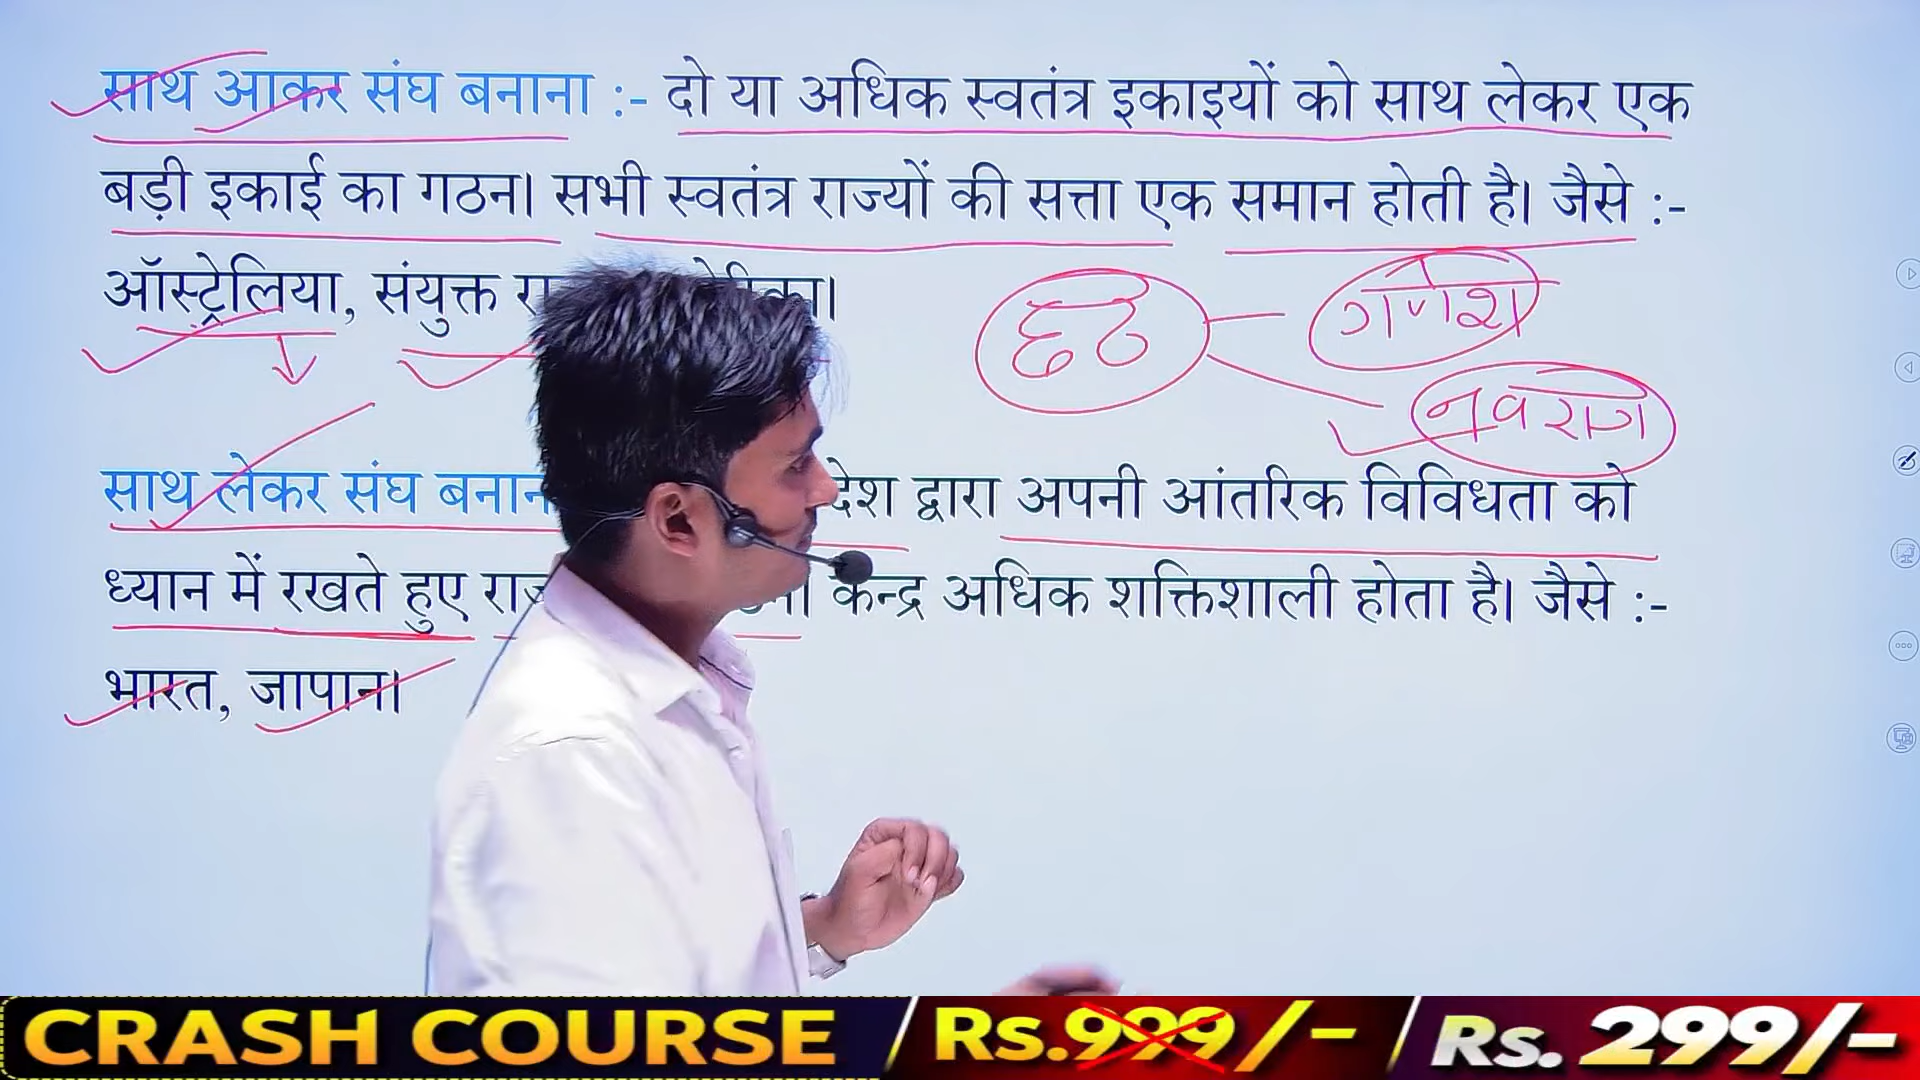 साथ आकर संघ बनाना :- दो या अधिक स्वतंत्र इकाइयों को साथ लेकर एक
बड़ी इकाई का गठन। सभी स्वतंत्र राज्यों की सत्ता एक समान होती है। जैसे :-
ऑस्ट्रेलिया, संयुक्त
छठ
गणेश
नवराग
साथ लेकर संघ देश द्वारा अपनी आंतरिक विविधता को
ध्यान में रखते हुए केन्द्र अधिक शक्तिशाली होता है। जैसे :-
भारत, जापान।
CRASH COURSE Rs.999/- Rs. 299/-